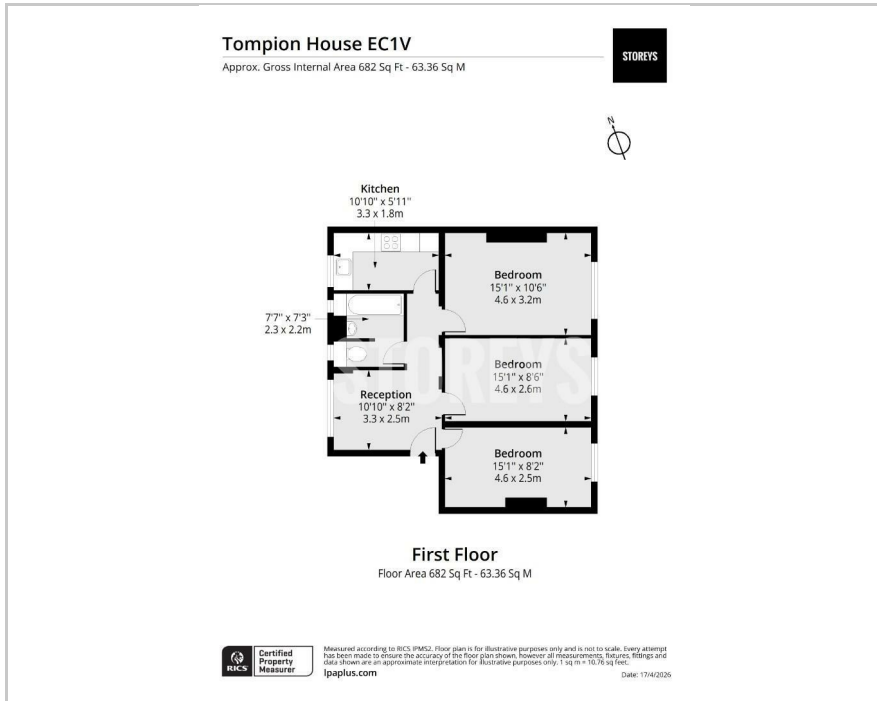 Tompion House EC1V
Approx. Gross Internal Area 682 Sq Ft - 63.36 Sq M
STOREYS
N
Kitchen
10'10" x 5'11"
3.3 x 1.8m
Bedroom
15'1" x 10'6"
4.6 x 3.2m
7'7" x 7'3"
2.3 x 2.2m
STOREYS
Bedroom
15'1" x 8'6"
4.6 x 2.6m
Reception
10'10" x 8'2"
3.3 x 2.5m
Bedroom
15'1" x 8'2"
4.6 x 2.5m
First Floor
Floor Area 682 Sq Ft - 63.36 Sq M
RICS
Certified
Property
Measurer
Measured according to RICS IPMS2. Floor plan is for illustrative purposes only and is not to scale. Every attempt
has been made to ensure the accuracy of the floor plan shown, however all measurements, fixtures, fittings and
data shown are an approximate interpretation for illustrative purposes only. 1 sq m = 10.76 sq feet.
lpaplus.com
Date: 17/4/2026